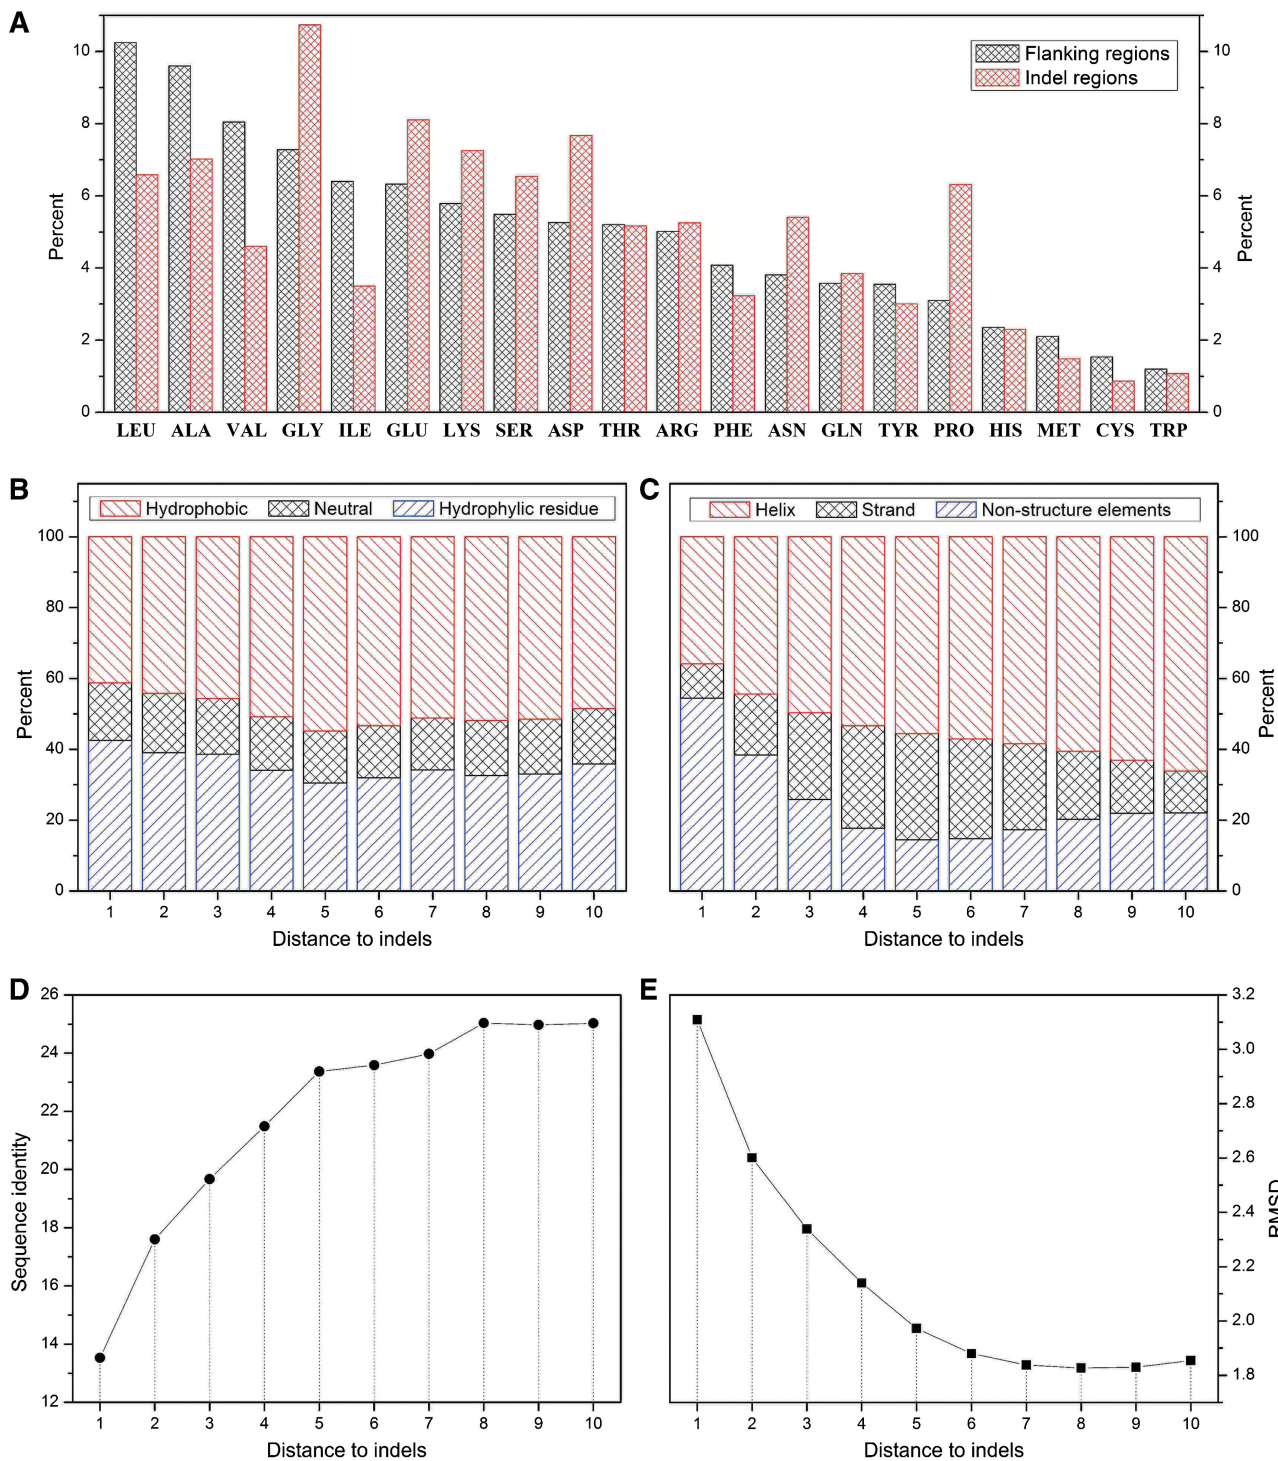 A
Percent
10
8
6
4
2
0
Flanking regions
Indel regions
10
8
6
4
2
0
Percent
LEU ALA VAL GLY ILE GLU LYS SER ASP THR ARG PHE ASN GLN TYR PRO HIS MET CYS TRP
B
Hydrophobic Neutral Hydrophylic residue
Percent
100
80
60
40
20
0
1 2 3 4 5 6 7 8 9 10
Distance to indels
C
Helix Strand Non-structure elements
100
80
60
40
20
0
Percent
1 2 3 4 5 6 7 8 9 10
Distance to indels
D
Sequence identity
26
24
22
20
18
16
14
12
1 2 3 4 5 6 7 8 9 10
Distance to indels
E
3.2
3.0
2.8
2.6
2.4
2.2
2.0
1.8
RMSD
1 2 3 4 5 6 7 8 9 10
Distance to indels